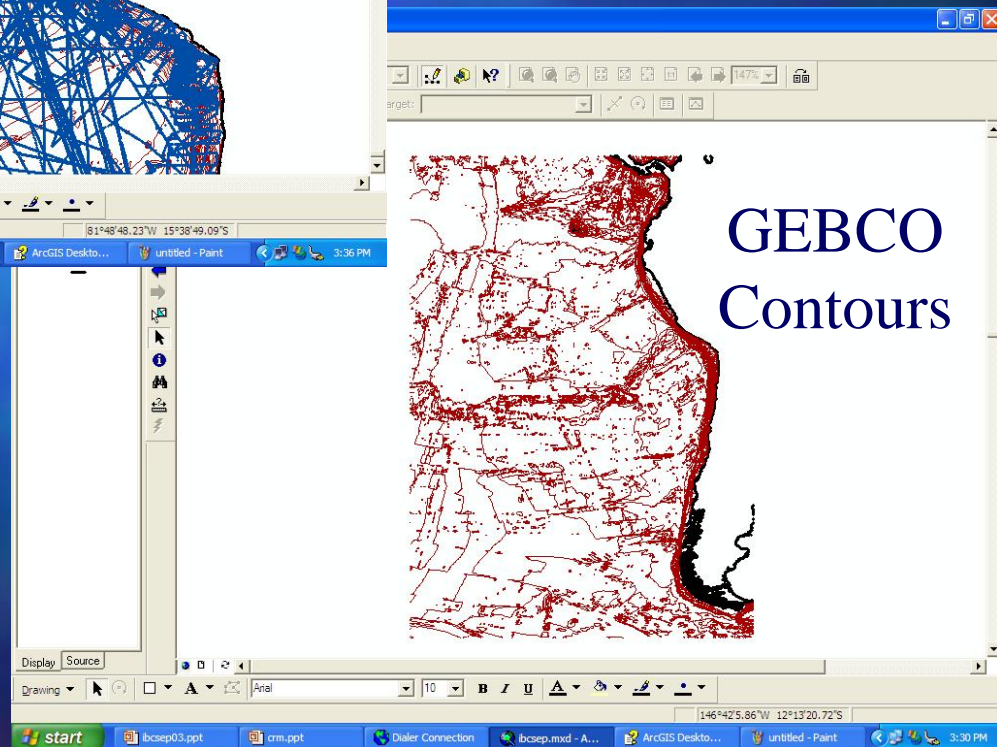 81°48'48.23"W 15°38'49.09"S
ArcGIS Deskto...
untitled - Paint
3:36 PM
147%
arget:
GEBCO
Contours
Display
Source
Drawing
A
Arial
10
B
I
U
A
146°42'5.86"W 12°13'20.72"S
start
ibcsep03.ppt
crm.ppt
Dialer Connection
ibcsep.mxd - A...
ArcGIS Deskto...
untitled - Paint
3:30 PM